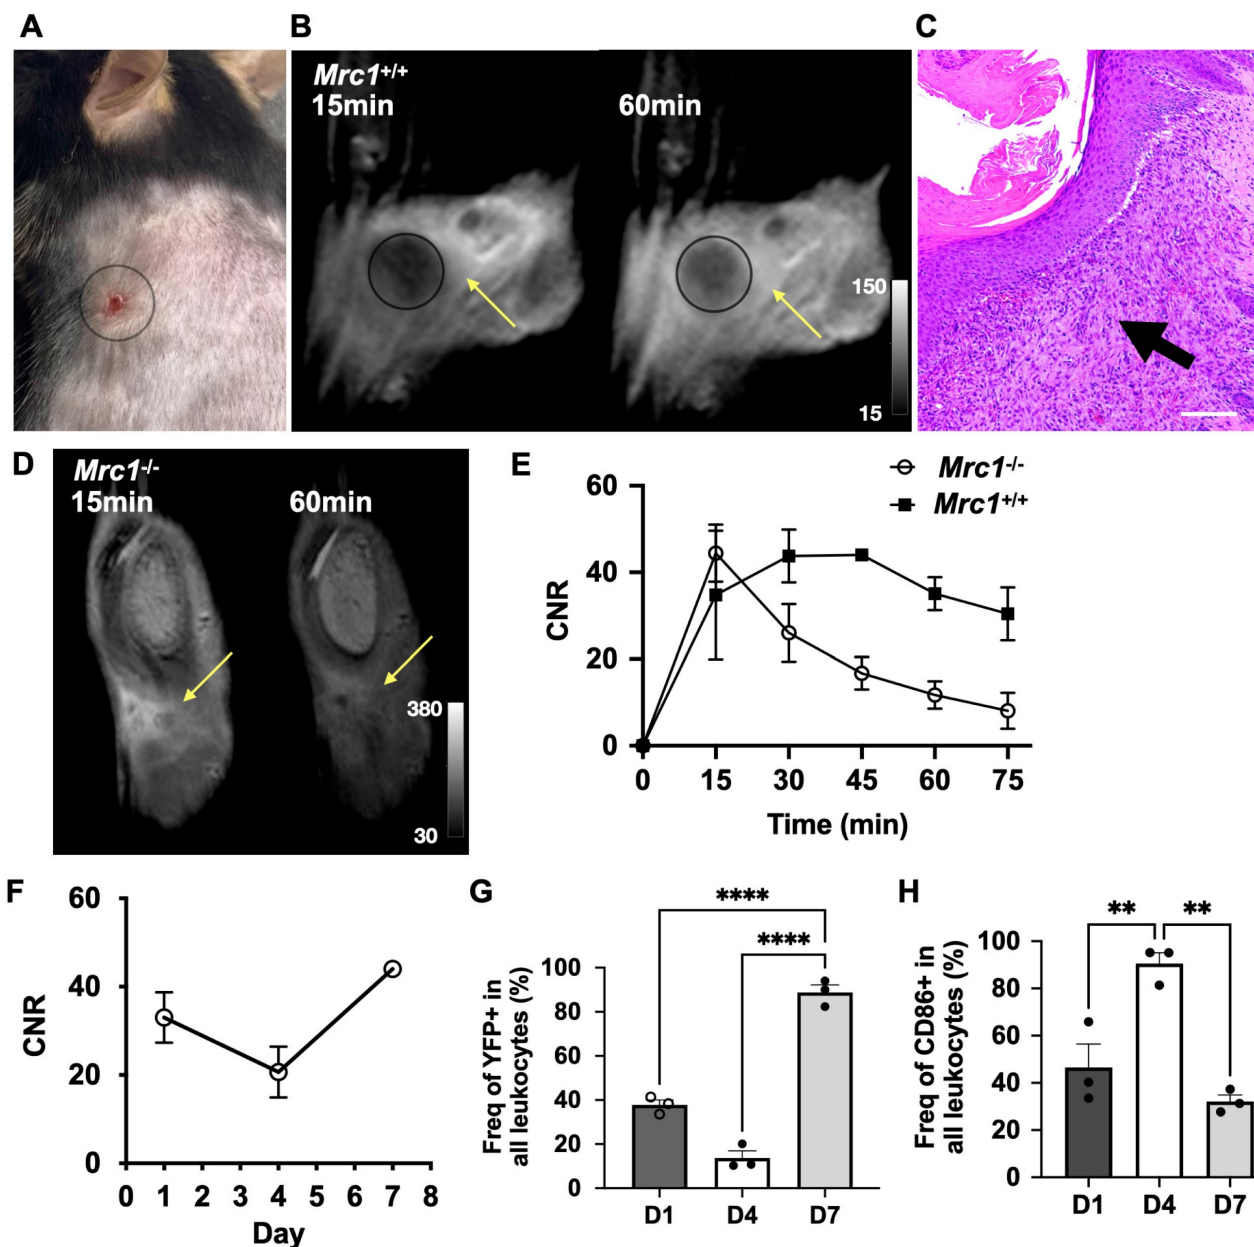 A
B
Mrc1+/+
15min
60min
150
15
C
D
Mrc1-/-
15min
60min
380
30
E
Mrc1-/-
Mrc1+/+
60
40
20
0
CNR
0 15 30 45 60 75
Time (min)
F
60
40
20
0
CNR
0 1 2 3 4 5 6 7 8
Day
G
****
****
100
80
60
40
20
0
Freq of YFP+ in
all leukocytes (%)
D1 D4 D7
H
** **
100
80
60
40
20
0
Freq of CD86+ in
all leukocytes (%)
D1 D4 D7